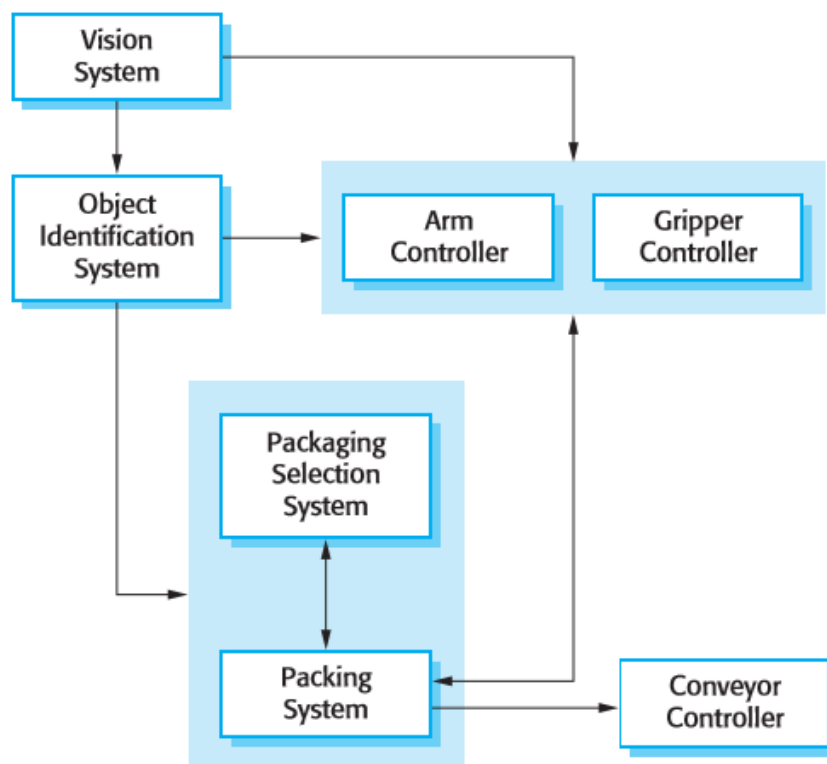 Vision
System
Object
Identification
System
Arm
Controller
Gripper
Controller
Packaging
Selection
System
Packing
System
Conveyor
Controller